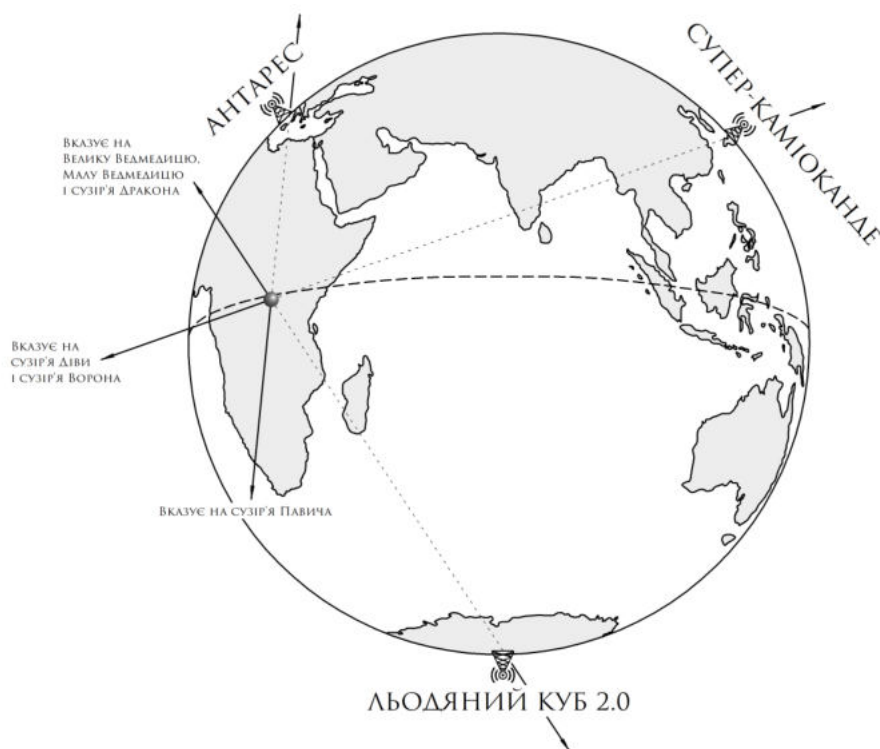 АНТАРЕС
СУПЕР-КАМІОКАНДЕ
Вказує на
Велику Ведмедицю,
Малу Ведмедицю
і сузір'я Дракона
Вказує на
сузір'я Діви
і сузір'я Ворона
Вказує на сузір'я Павича
ЛЬОДЯНИЙ КУБ 2.0